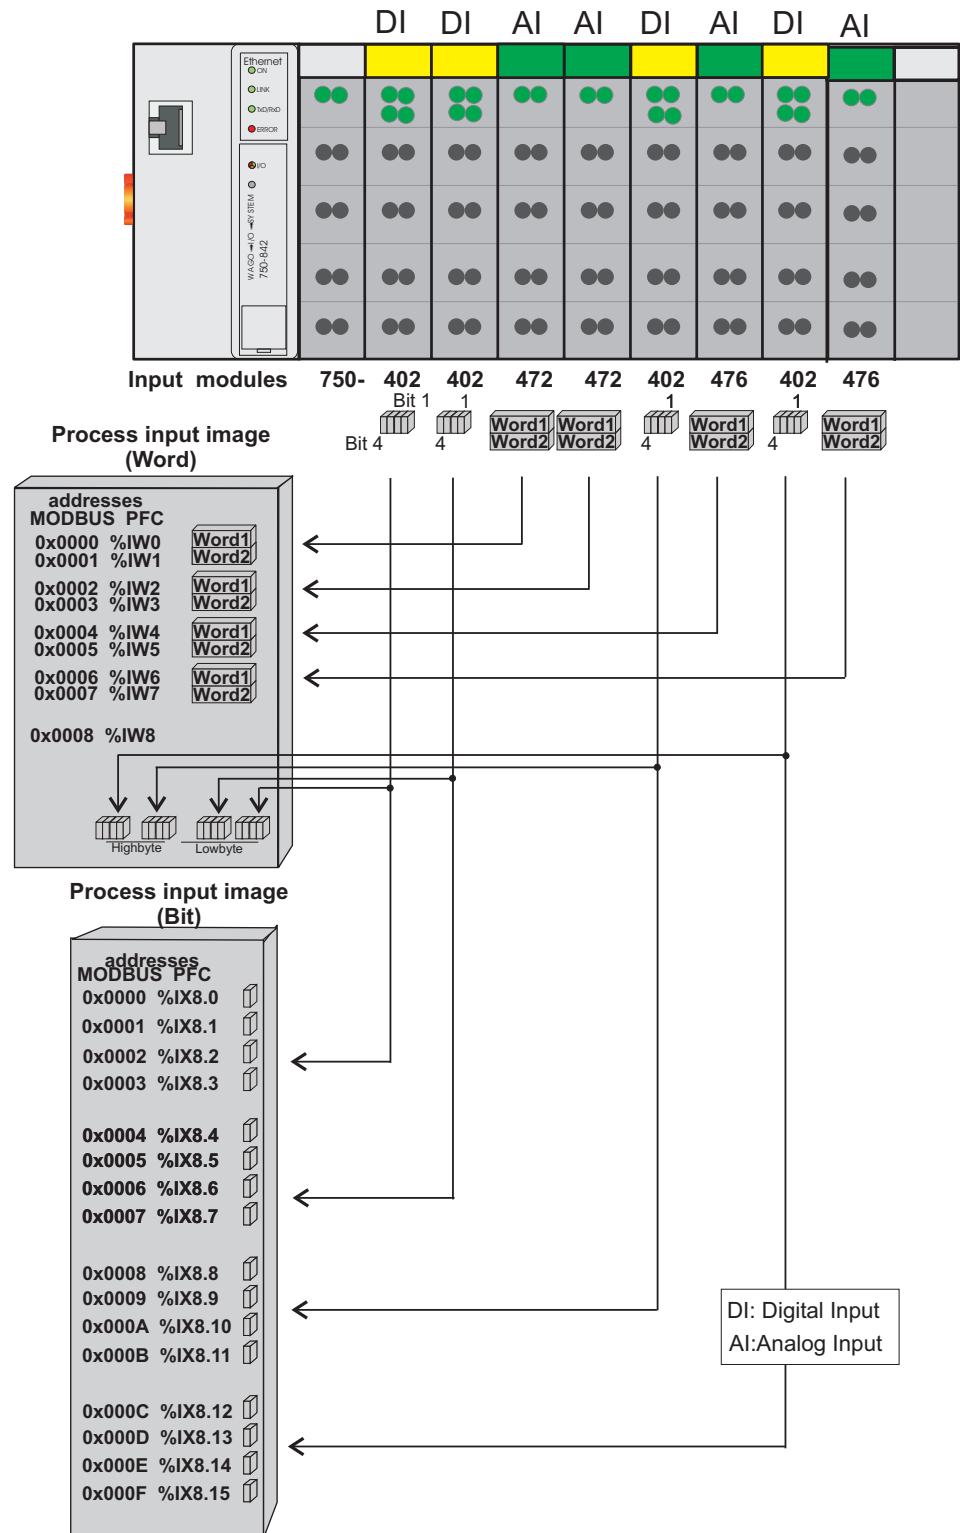 DI DI AI AI DI AI DI AI
Ethernet
ON
LINK
TxD/RxD
ERROR
I/O
WAGO I/O SYSTEM
750-842
Input modules 750- 402 402 472 472 402 476 402 476
Bit 1 1 1 1
Word1 Word1 Word1 Word1
Bit 4 4 4 4
Word2 Word2 Word2 Word2
Process input image
(Word)
addresses
MODBUS PFC
0x0000 %IW0 Word1
0x0001 %IW1 Word2
0x0002 %IW2 Word1
0x0003 %IW3 Word2
0x0004 %IW4 Word1
0x0005 %IW5 Word2
0x0006 %IW6 Word1
0x0007 %IW7 Word2
0x0008 %IW8
Highbyte Lowbyte
Process input image
(Bit)
addresses
MODBUS PFC
0x0000 %IX8.0
0x0001 %IX8.1
0x0002 %IX8.2
0x0003 %IX8.3
0x0004 %IX8.4
0x0005 %IX8.5
0x0006 %IX8.6
0x0007 %IX8.7
0x0008 %IX8.8
0x0009 %IX8.9
0x000A %IX8.10
0x000B %IX8.11
0x000C %IX8.12
0x000D %IX8.13
0x000E %IX8.14
0x000F %IX8.15
DI: Digital Input
AI:Analog Input